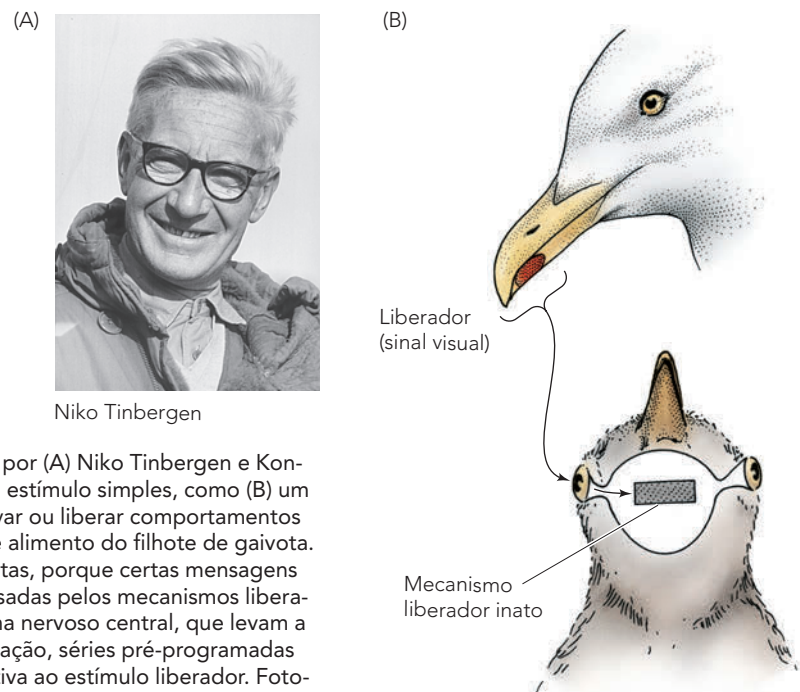 (A)
Niko Tinbergen
por (A) Niko Tinbergen e Kon-
estímulo simples, como (B) um
var ou liberar comportamentos
e alimento do filhote de gaivota.
tas, porque certas mensagens
sadas pelos mecanismos libera-
na nervoso central, que levam a
ação, séries pré-programadas
tiva ao estímulo liberador. Foto-
(B)
Liberador
(sinal visual)
Mecanismo
liberador inato